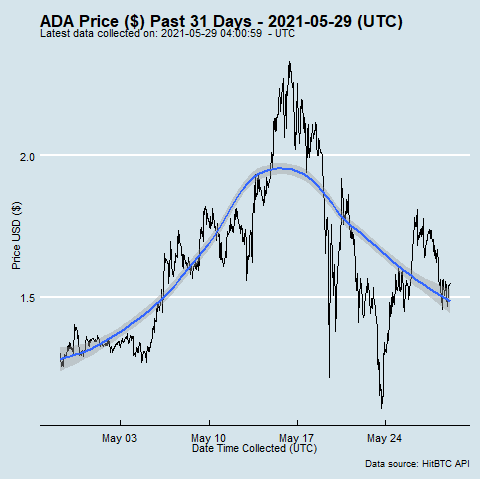 ADA Price ($) Past 31 Days - 2021-05-29 (UTC)
Latest data collected on: 2021-05-29 04:00:59 - UTC
2.0
1.5
Price USD ($)
May 03 May 10 May 17 May 24
Date Time Collected (UTC)
Data source: HitBTC API